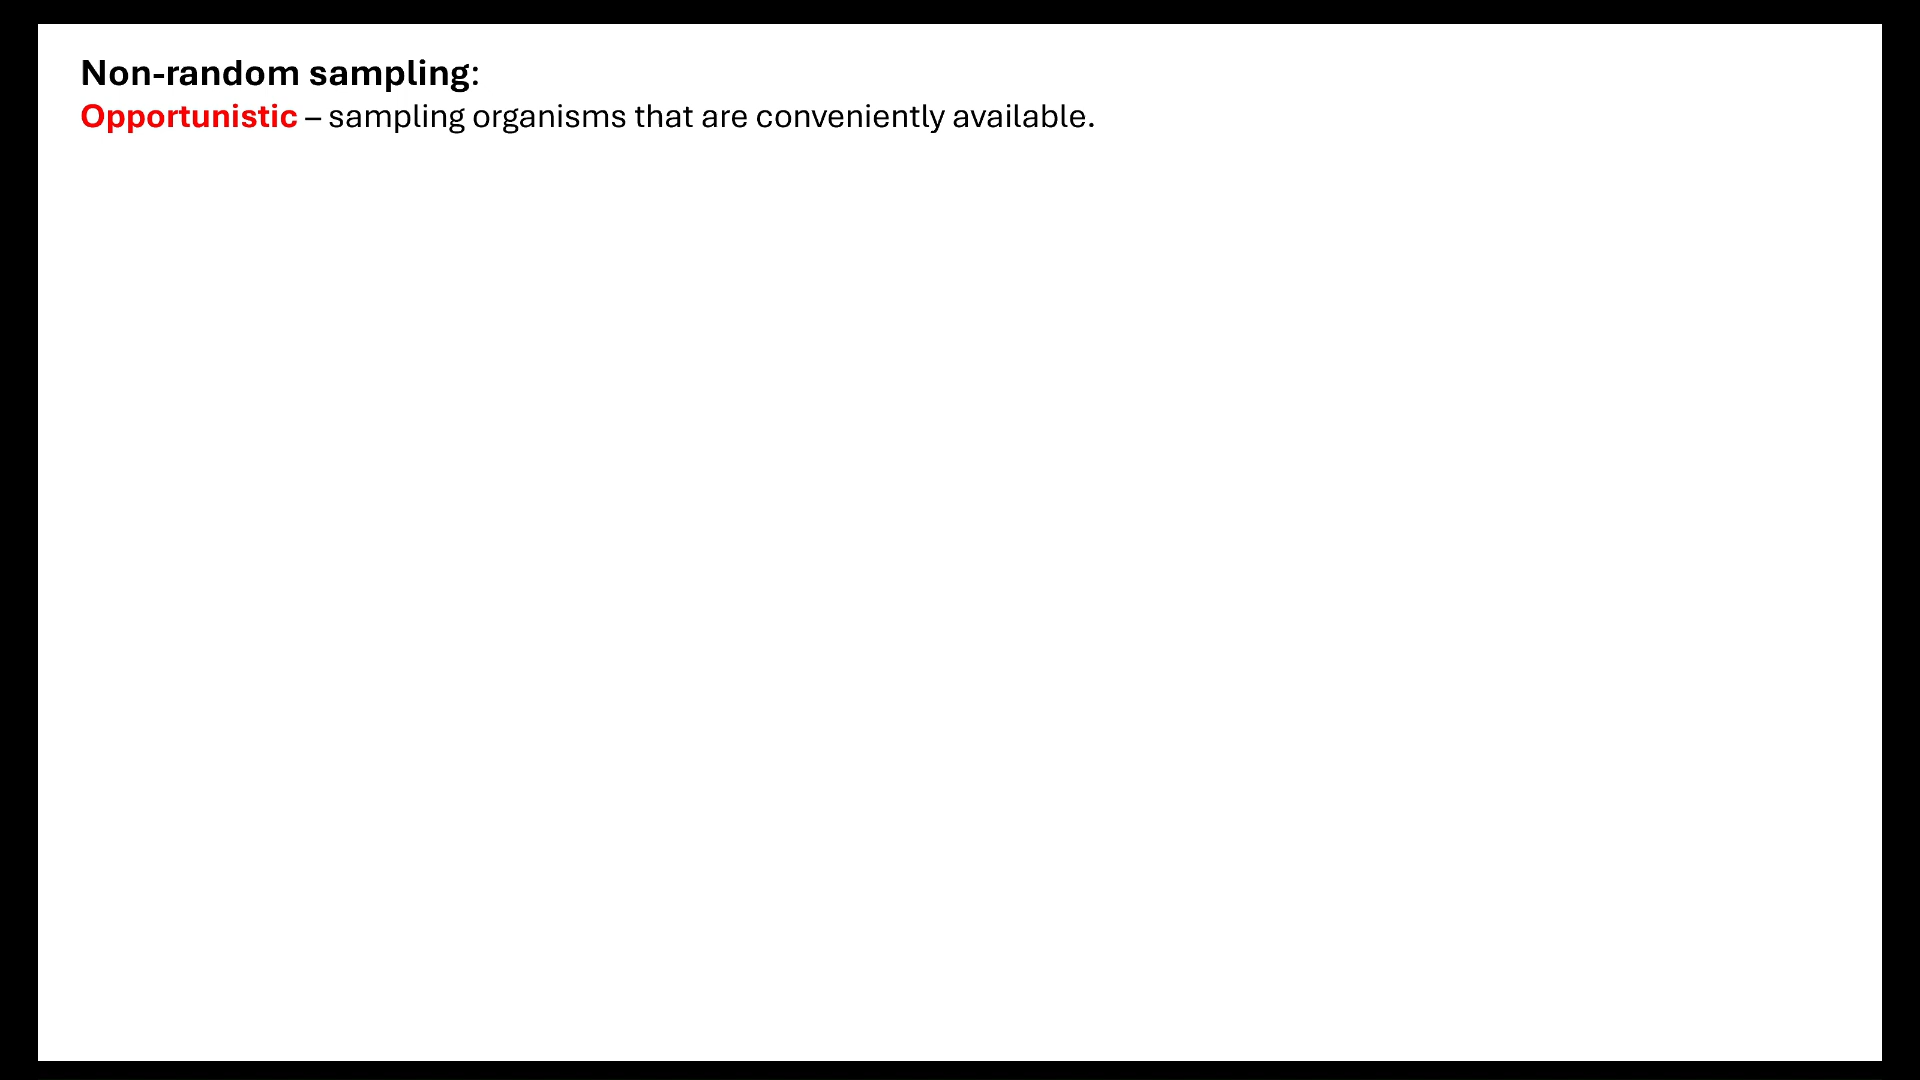 Non-random sampling:
Opportunistic – sampling organisms that are conveniently available.